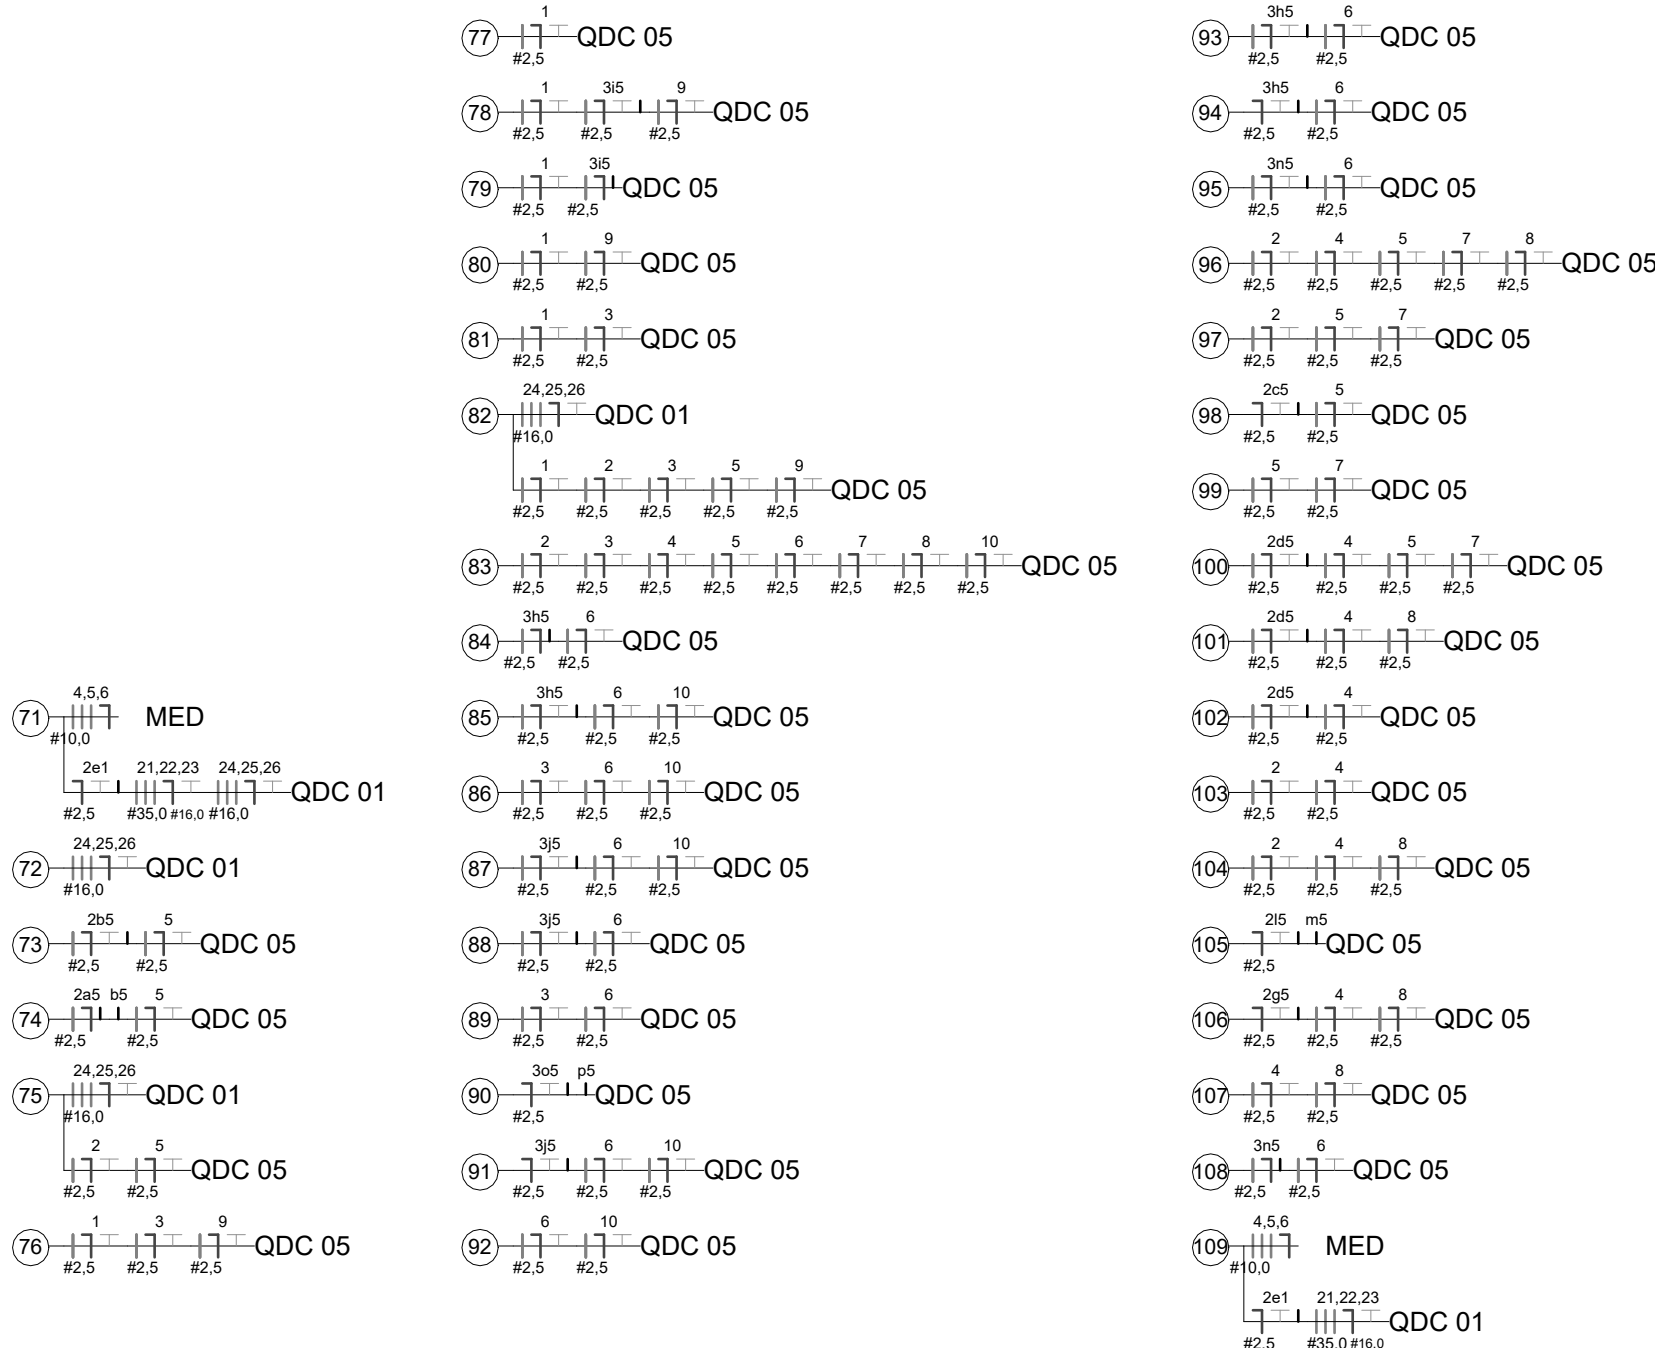 71 4,5,6 MED
#10,0
2e1 21,22,23 24,25,26 QDC 01
#2,5 #35,0 #16,0 #16,0
72 24,25,26 QDC 01
#16,0
73 2b5 5 QDC 05
#2,5 #2,5
74 2a5 b5 5 QDC 05
#2,5 #2,5
75 24,25,26 QDC 01
#16,0
2 5 QDC 05
#2,5 #2,5
76 1 3 9 QDC 05
#2,5 #2,5 #2,5
77 1 QDC 05
#2,5
78 1 3i5 9 QDC 05
#2,5 #2,5 #2,5
79 1 3i5 QDC 05
#2,5 #2,5
80 1 9 QDC 05
#2,5 #2,5
81 1 3 QDC 05
#2,5 #2,5
82 24,25,26 QDC 01
#16,0
1 2 3 5 9 QDC 05
#2,5 #2,5 #2,5 #2,5 #2,5
83 2 3 4 5 6 7 8 10 QDC 05
#2,5 #2,5 #2,5 #2,5 #2,5 #2,5 #2,5 #2,5
84 3h5 6 QDC 05
#2,5 #2,5
85 3h5 6 10 QDC 05
#2,5 #2,5 #2,5
86 3 6 10 QDC 05
#2,5 #2,5 #2,5
87 3j5 6 10 QDC 05
#2,5 #2,5 #2,5
88 3j5 6 QDC 05
#2,5 #2,5
89 3 6 QDC 05
#2,5 #2,5
90 3o5 p5 QDC 05
#2,5
91 3j5 6 10 QDC 05
#2,5 #2,5 #2,5
92 6 10 QDC 05
#2,5 #2,5
93 3h5 6 QDC 05
#2,5 #2,5
94 3h5 6 QDC 05
#2,5 #2,5
95 3n5 6 QDC 05
#2,5 #2,5
96 2 4 5 7 8 QDC 05
#2,5 #2,5 #2,5 #2,5 #2,5
97 2 5 7 QDC 05
#2,5 #2,5 #2,5
98 2c5 5 QDC 05
#2,5 #2,5
99 5 7 QDC 05
#2,5 #2,5
100 2d5 4 5 7 QDC 05
#2,5 #2,5 #2,5 #2,5
101 2d5 4 8 QDC 05
#2,5 #2,5 #2,5
102 2d5 4 QDC 05
#2,5 #2,5
103 2 4 QDC 05
#2,5 #2,5
104 2 4 8 QDC 05
#2,5 #2,5 #2,5
105 2l5 m5 QDC 05
#2,5
106 2g5 4 8 QDC 05
#2,5 #2,5 #2,5
107 4 8 QDC 05
#2,5 #2,5
108 3n5 6 QDC 05
#2,5 #2,5
109 4,5,6 MED
#10,0
2e1 21,22,23 QDC 01
#2,5 #35,0 #16,0